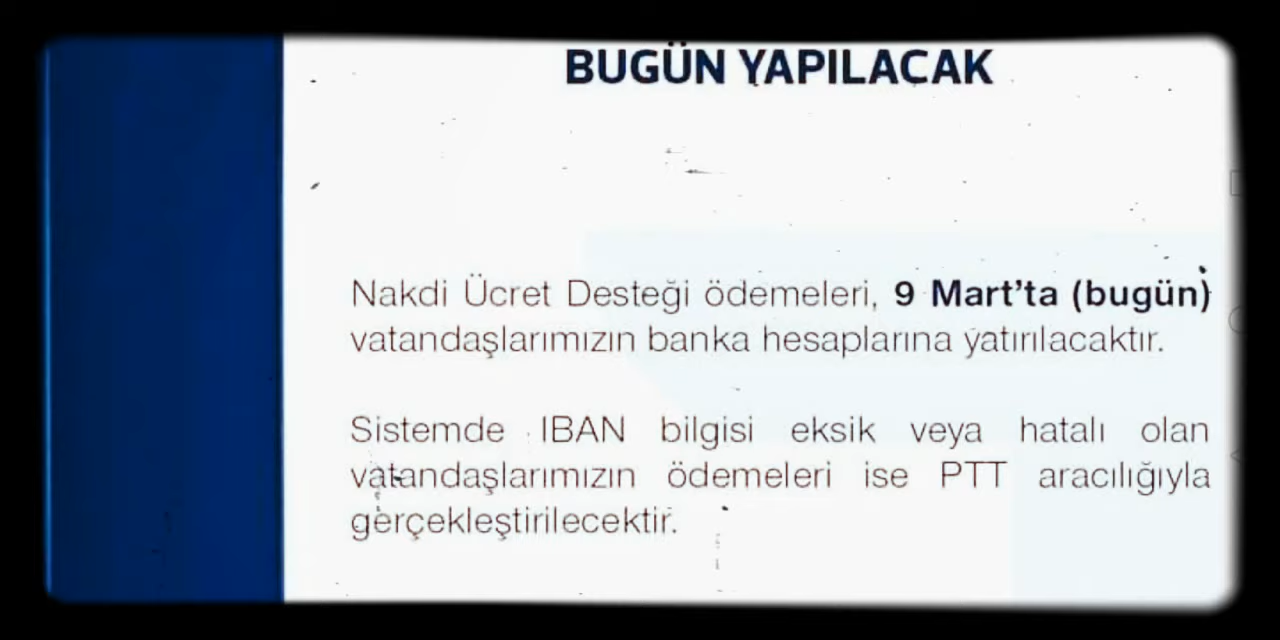 BUGÜN YAPILACAK
Nakdi Ücret Desteği ödemeleri, 9 Mart'ta (bugün)
vatandaşlarımızın banka hesaplarına yatırılacaktır.
Sistemde IBAN bilgisi eksik veya hatalı olan
vatandaşlarımızın ödemeleri ise PTT aracılığıyla
gerçekleştirilecektir.